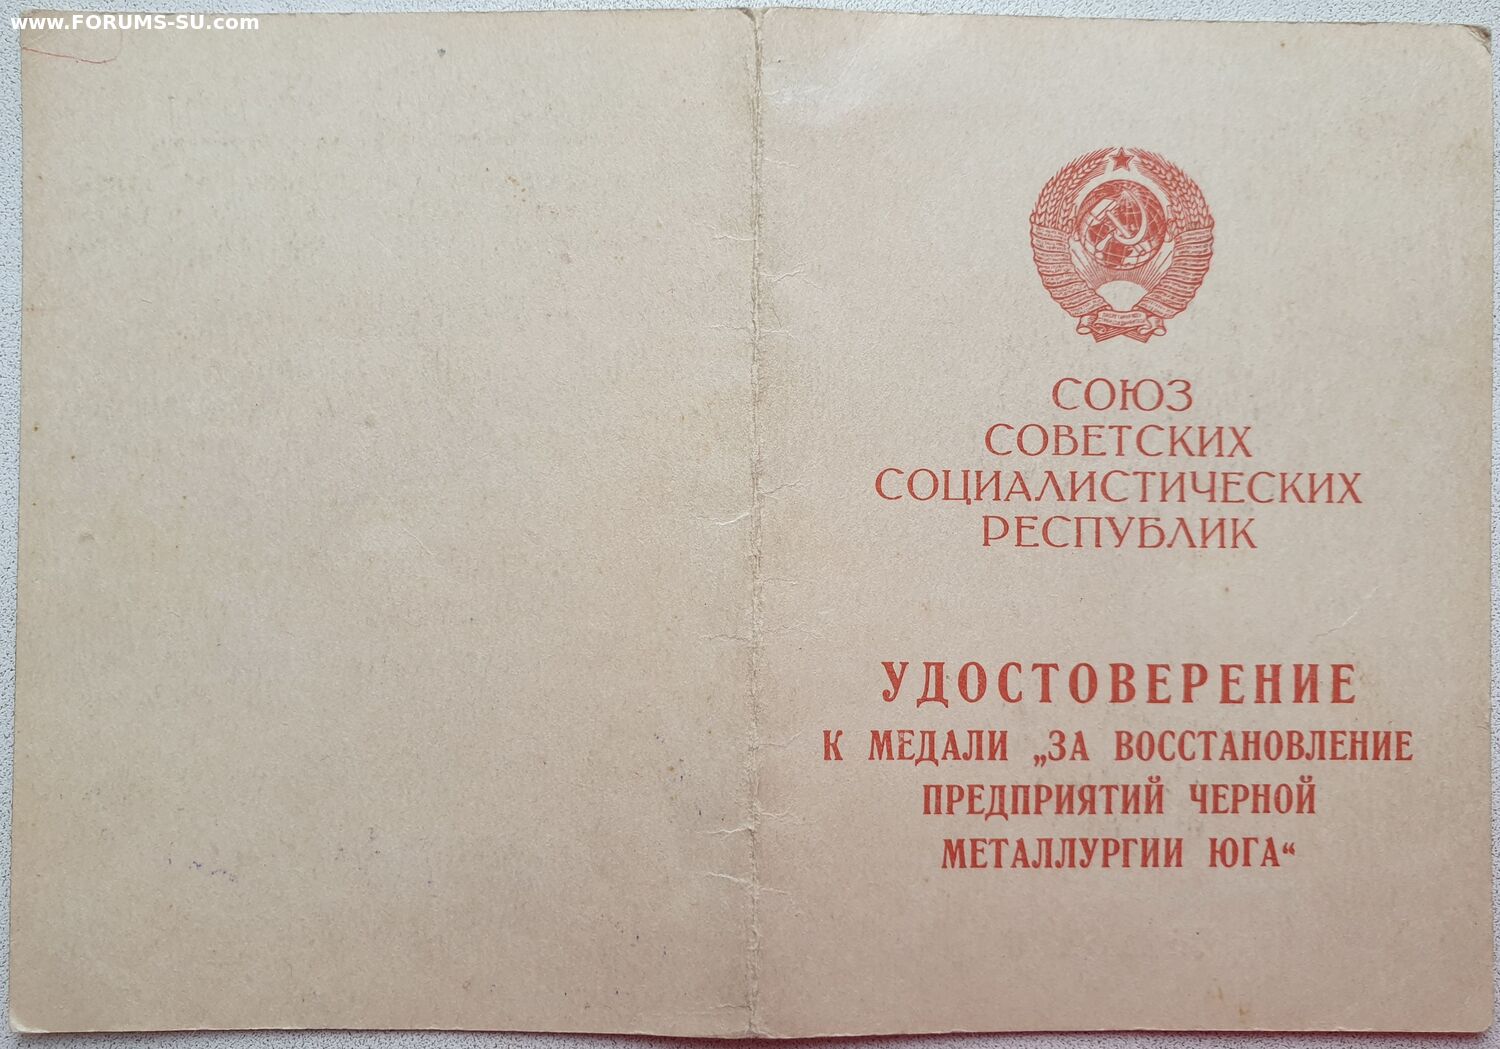 www.FORUMS-SU.com
СОЮЗ
СОВЕТСКИХ
СОЦИАЛИСТИЧЕСКИХ
РЕСПУБЛИК
УДОСТОВЕРЕНИЕ
К МЕДАЛИ „ЗА ВОССТАНОВЛЕНИЕ
ПРЕДПРИЯТИЙ ЧЕРНОЙ
МЕТАЛЛУРГИИ ЮГА“